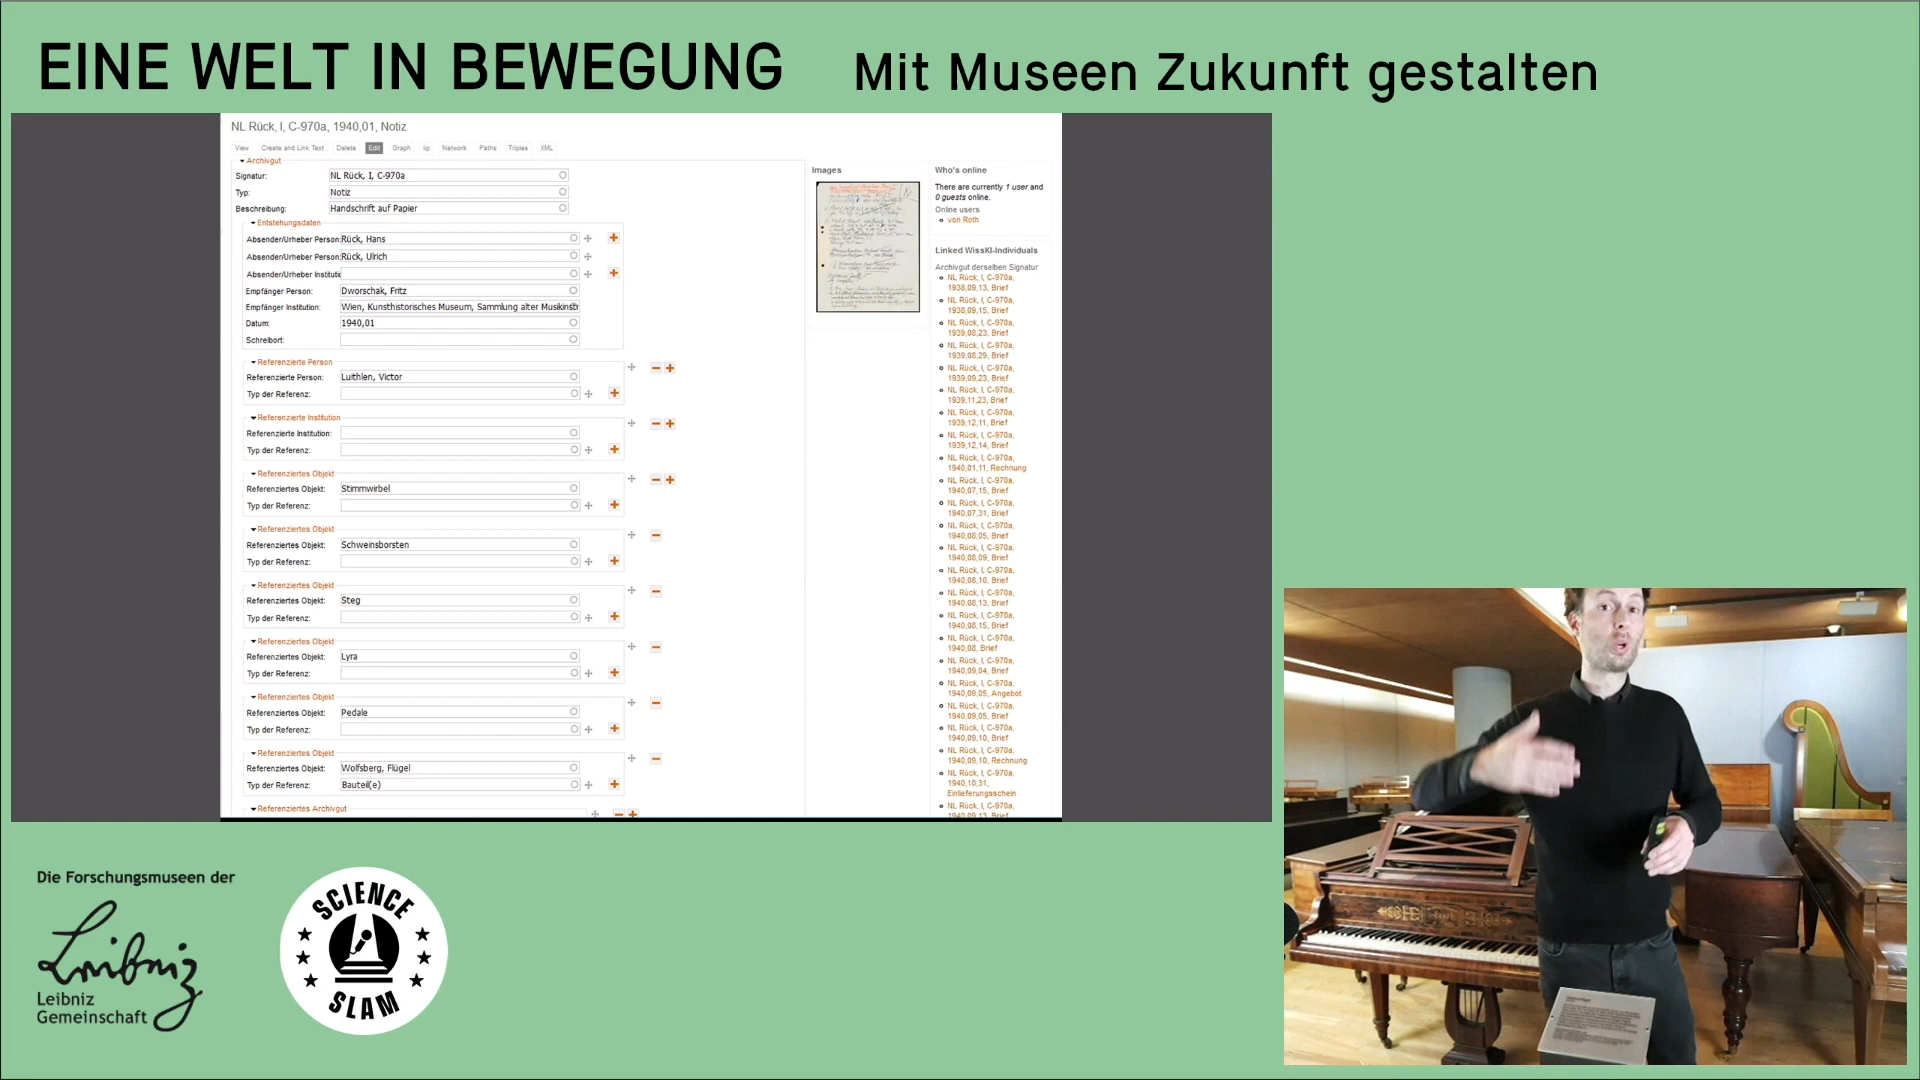 EINE WELT IN BEWEGUNG Mit Museen Zukunft gestalten
NL Rück, I, C-970a, 1940,01, Notiz
View Create and Link Text Delete Edit Graph ip Network Paths Triples XML
Archivgut
Signatur: NL Rück, I, C-970a
Typ: Notiz
Beschreibung: Handschrift auf Papier
Entstehungsdaten
Absender/Urheber Person: Rück, Hans
Absender/Urheber Person: Rück, Ulrich
Absender/Urheber Institutio
Empfänger Person: Dworschak, Fritz
Empfänger Institution: Wien, Kunsthistorisches Museum, Sammlung alter Musikinst
Datum: 1940,01
Schreibort:
Referenzierte Person
Referenzierte Person: Luithlen, Victor
Typ der Referenz:
Referenzierte Institution
Referenzierte Institution:
Typ der Referenz:
Referenziertes Objekt
Referenziertes Objekt: Stimmwirbel
Typ der Referenz:
Referenziertes Objekt
Referenziertes Objekt: Schweinsborsten
Typ der Referenz:
Referenziertes Objekt
Referenziertes Objekt: Steg
Typ der Referenz:
Referenziertes Objekt
Referenziertes Objekt: Lyra
Typ der Referenz:
Referenziertes Objekt
Referenziertes Objekt: Pedale
Typ der Referenz:
Referenziertes Objekt
Referenziertes Objekt: Wolfsberg, Flügel
Typ der Referenz: Bauteil(e)
Referenziertes Archivgut
Images
Who's online
There are currently 1 user and
0 guests online.
Online users
von Roth
Linked WissKI-Individuals
Archivgut derselben Signatur
NL Rück, I, C-970a,
1938,09,13, Brief
NL Rück, I, C-970a,
1938,09,15, Brief
NL Rück, I, C-970a,
1939,08,23, Brief
NL Rück, I, C-970a,
1939,08,29, Brief
NL Rück, I, C-970a,
1939,09,23, Brief
NL Rück, I, C-970a,
1939,11,23, Brief
NL Rück, I, C-970a,
1939,12,11, Brief
NL Rück, I, C-970a,
1939,12,14, Brief
NL Rück, I, C-970a,
1940,01,11, Rechnung
NL Rück, I, C-970a,
1940,07,15, Brief
NL Rück, I, C-970a,
1940,07,31, Brief
NL Rück, I, C-970a,
1940,08,05, Brief
NL Rück, I, C-970a,
1940,08,09, Brief
NL Rück, I, C-970a,
1940,08,10, Brief
NL Rück, I, C-970a,
1940,08,13, Brief
NL Rück, I, C-970a,
1940,08,15, Brief
NL Rück, I, C-970a,
1940,08, Brief
NL Rück, I, C-970a,
1940,09,04, Brief
NL Rück, I, C-970a,
1940,09,05, Angebot
NL Rück, I, C-970a,
1940,09,05, Brief
NL Rück, I, C-970a,
1940,09,10, Brief
NL Rück, I, C-970a,
1940,09,10, Rechnung
NL Rück, I, C-970a,
1940,10,31,
Einlieferungsschein
NL Rück, I, C-970a,
1940,09,13, Brief
Die Forschungsmuseen der
Leibniz
Leibniz
Gemeinschaft
SCIENCE
SLAM